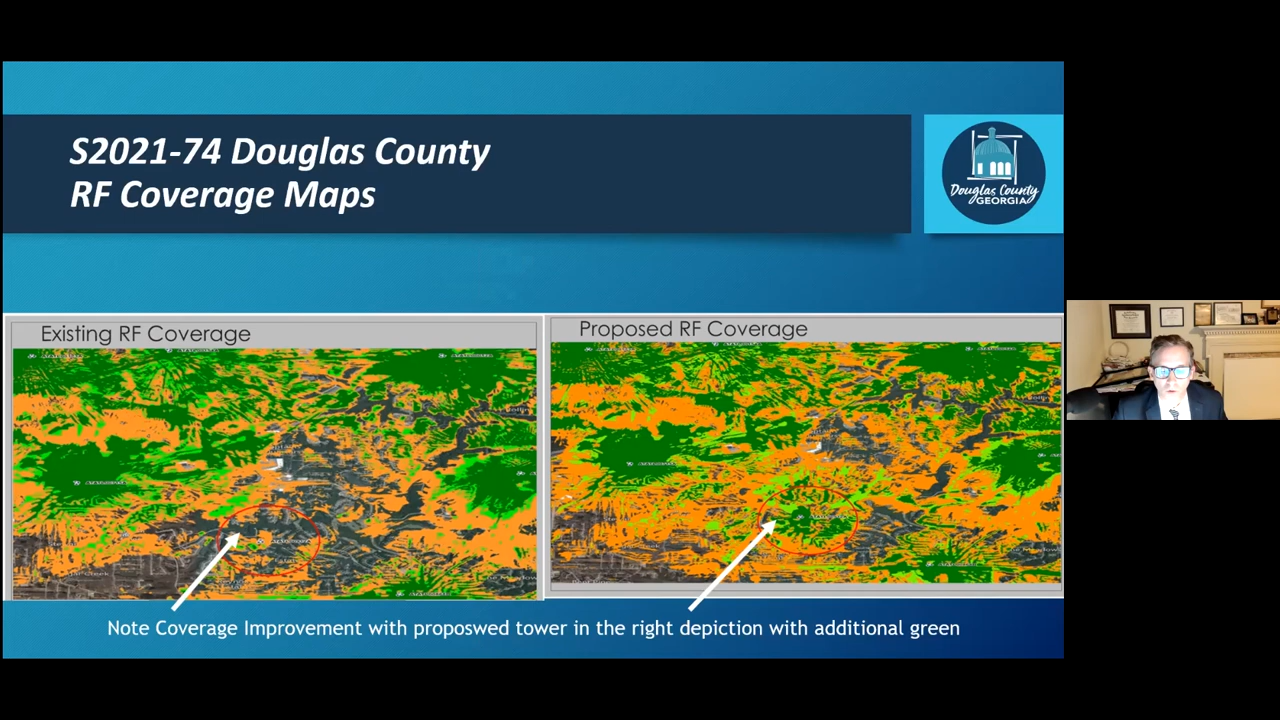 S2021-74 Douglas County
RF Coverage Maps
Douglas County
GEORGIA
Existing RF Coverage
Proposed RF Coverage
Note Coverage Improvement with proposwed tower in the right depiction with additional green